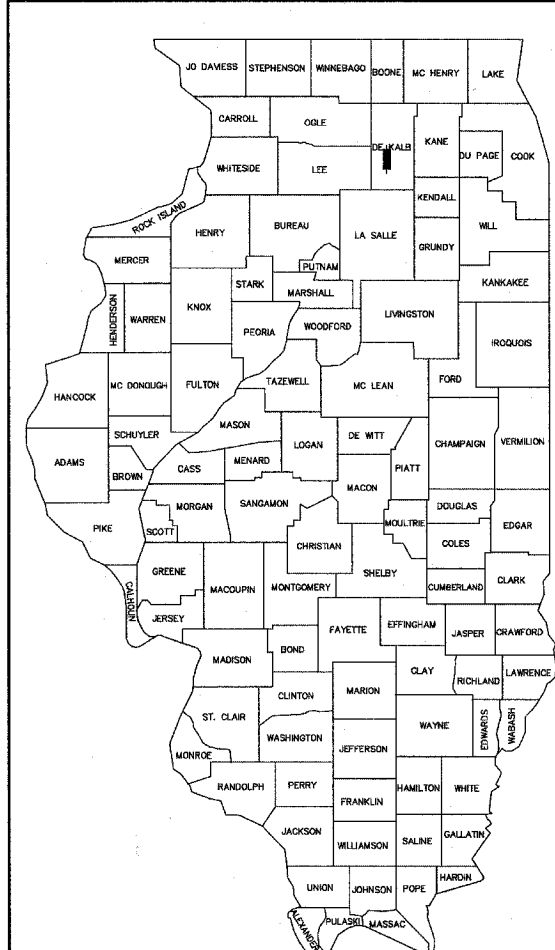 JO DAVIESS STEPHENSON WINNEBAGO BOONE MC HENRY LAKE
CARROLL OGLE DE KALB KANE DU PAGE COOK
WHITESIDE LEE
KENDALL WILL
ROCK ISLAND HENRY BUREAU LA SALLE GRUNDY
MERCER PUTNAM KANKAKEE
STARK MARSHALL
HENDERSON WARREN KNOX PEORIA WOODFORD LIVINGSTON IROQUOIS
HANCOCK MC DONOUGH FULTON TAZEWELL MC LEAN FORD
MASON
SCHUYLER LOGAN DE WITT CHAMPAIGN VERMILION
ADAMS BROWN CASS MENARD PIATT
MORGAN SANGAMON MACON DOUGLAS
PIKE SCOTT CHRISTIAN MOULTRIE COLES EDGAR
GREENE MACOUPIN MONTGOMERY SHELBY CUMBERLAND CLARK
CALHOUN JERSEY FAYETTE EFFINGHAM JASPER CRAWFORD
MADISON BOND
CLINTON MARION CLAY RICHLAND LAWRENCE
ST. CLAIR WASHINGTON JEFFERSON WAYNE EDWARDS WABASH
MONROE
RANDOLPH PERRY FRANKLIN HAMILTON WHITE
JACKSON WILLIAMSON SALINE GALLATIN
UNION JOHNSON POPE HARDIN
ALEXANDER PULASKI MASSAC